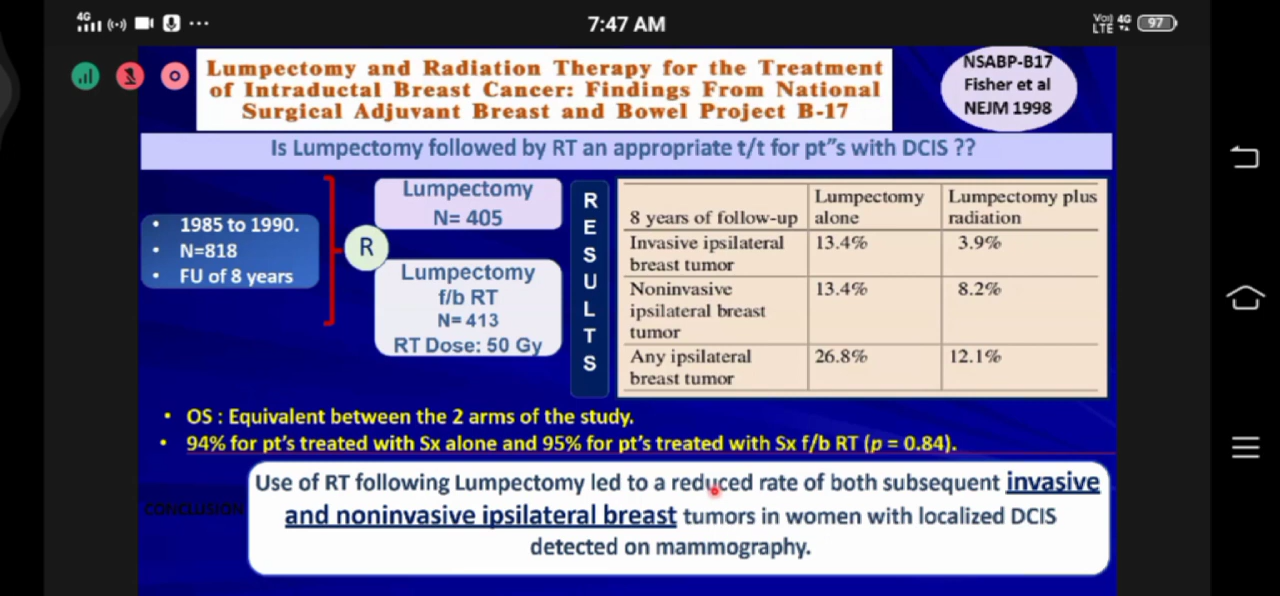 4G
7:47 AM
Vo)) 4G
LTE
97
Lumpectomy and Radiation Therapy for the Treatment
of Intraductal Breast Cancer: Findings From National
Surgical Adjuvant Breast and Bowel Project B-17
NSABP-B17
Fisher et al
NEJM 1998
Is Lumpectomy followed by RT an appropriate t/t for pt"s with DCIS ??
• 1985 to 1990.
• N=818
• FU of 8 years
R
Lumpectomy
N= 405
Lumpectomy
f/b RT
N= 413
RT Dose: 50 Gy
R
E
S
U
L
T
S
8 years of follow-up Lumpectomy alone Lumpectomy plus radiation
Invasive ipsilateral breast tumor 13.4% 3.9%
Noninvasive ipsilateral breast tumor 13.4% 8.2%
Any ipsilateral breast tumor 26.8% 12.1%
• OS : Equivalent between the 2 arms of the study.
• 94% for pt's treated with Sx alone and 95% for pt's treated with Sx f/b RT (p = 0.84).
CONCLUSION
Use of RT following Lumpectomy led to a reduced rate of both subsequent invasive
and noninvasive ipsilateral breast tumors in women with localized DCIS
detected on mammography.